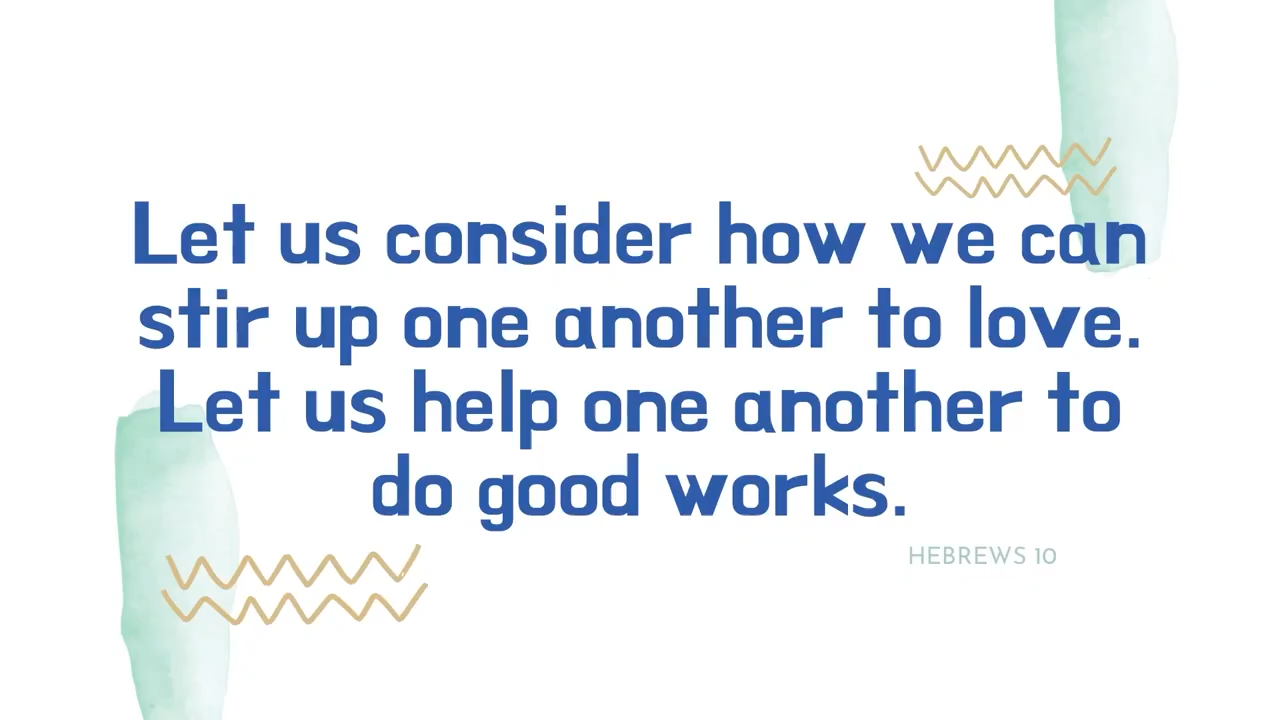 Let us consider how we can
stir up one another to love.
Let us help one another to
do good works.
HEBREWS 10